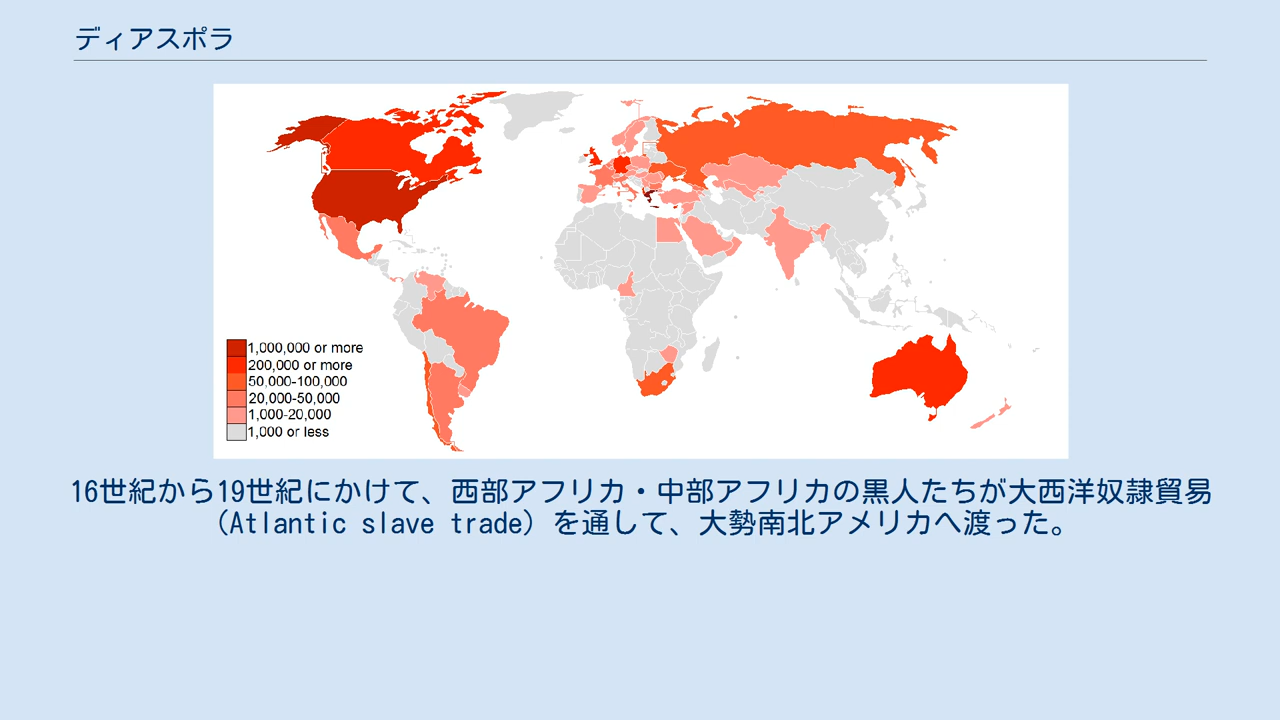 ディアスポラ
1,000,000 or more
200,000 or more
50,000-100,000
20,000-50,000
1,000-20,000
1,000 or less
16世紀から19世紀にかけて、西部アフリカ・中部アフリカの黒人たちが大西洋奴隷貿易
(Atlantic slave trade) を通して、大勢南北アメリカへ渡った。